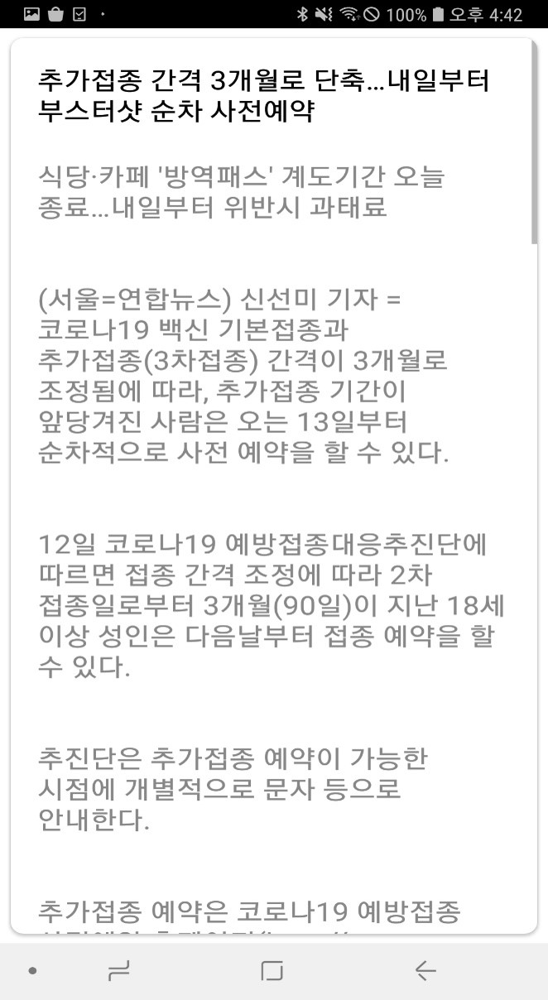 100% 오후 4:42
추가접종 간격 3개월로 단축...내일부터
부스터샷 순차 사전예약
식당·카페 '방역패스' 계도기간 오늘
종료...내일부터 위반시 과태료
(서울=연합뉴스) 신선미 기자 =
코로나19 백신 기본접종과
추가접종(3차접종) 간격이 3개월로
조정됨에 따라, 추가접종 기간이
앞당겨진 사람은 오는 13일부터
순차적으로 사전 예약을 할 수 있다.
12일 코로나19 예방접종대응추진단에
따르면 접종 간격 조정에 따라 2차
접종일로부터 3개월(90일)이 지난 18세
이상 성인은 다음날부터 접종 예약을 할
수 있다.
추진단은 추가접종 예약이 가능한
시점에 개별적으로 문자 등으로
안내한다.
추가접종 예약은 코로나19 예방접종